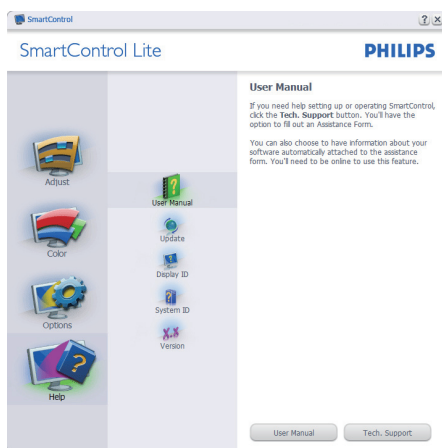 SmartControl
SmartControl Lite
PHILIPS
Adjust
Color
Options
Help
User Manual
Update
Display ID
System ID
Version
User Manual
If you need help setting up or operating SmartControl,
click the Tech. Support button. You'll have the
option to fill out an Assistance Form.
You can also choose to have information about your
software automatically attached to the assistance
form. You'll need to be online to use this feature.
User Manual
Tech. Support